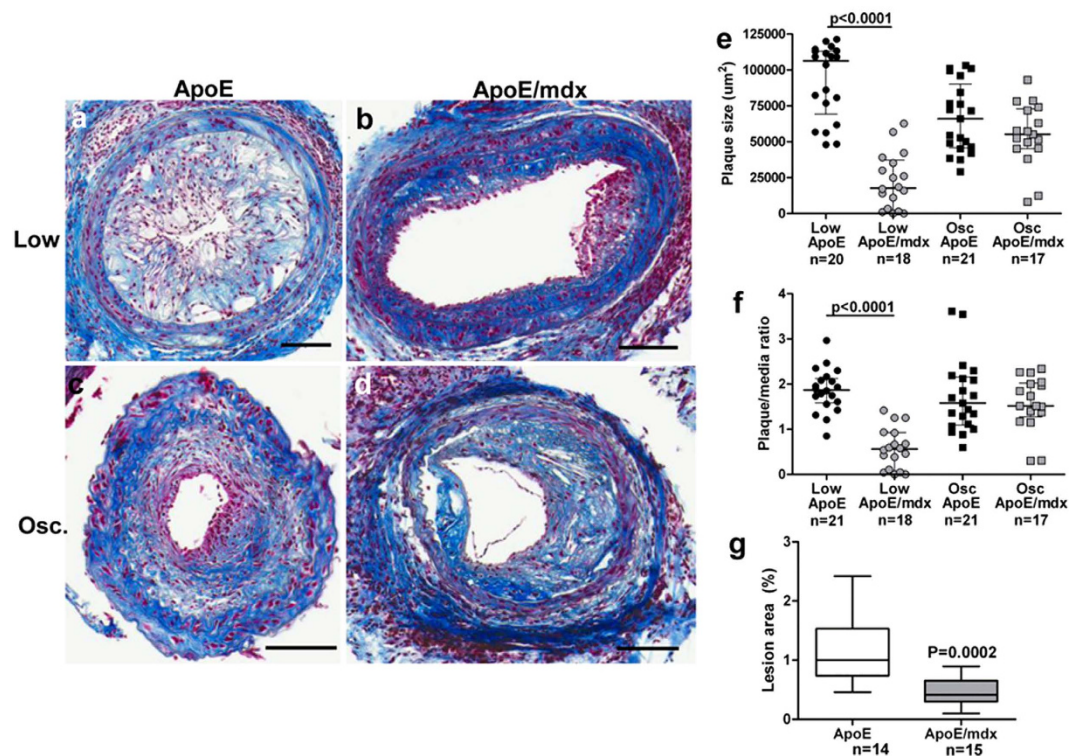 ApoE
ApoE/mdx
Low
Osc.
a
b
c
d
e
p<0.0001
Plaque size (um²)
125000
100000
75000
50000
25000
0
Low Low Osc Osc
ApoE ApoE/mdx ApoE ApoE/mdx
n=20 n=18 n=21 n=17
f
p<0.0001
Plaque/media ratio
4
3
2
1
0
Low Low Osc Osc
ApoE ApoE/mdx ApoE ApoE/mdx
n=21 n=18 n=21 n=17
g
Lesion area (%)
3
2
1
0
P=0.0002
ApoE ApoE/mdx
n=14 n=15